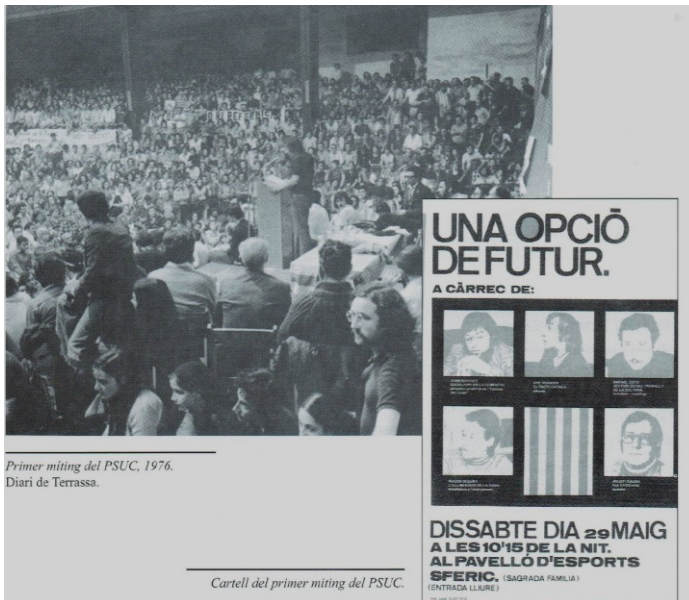 Primer míting del PSUC, 1976.
Diari de Terrassa.
Cartell del primer míting del PSUC.
UNA OPCIÓ
DE FUTUR.
A CÀRREC DE:
DISSABTE DIA 29 MAIG
A LES 10'15 DE LA NIT.
AL PAVELLÓ D'ESPORTS
SFERIC. (SAGRADA FAMILIA)
(ENTRADA LLIURE)